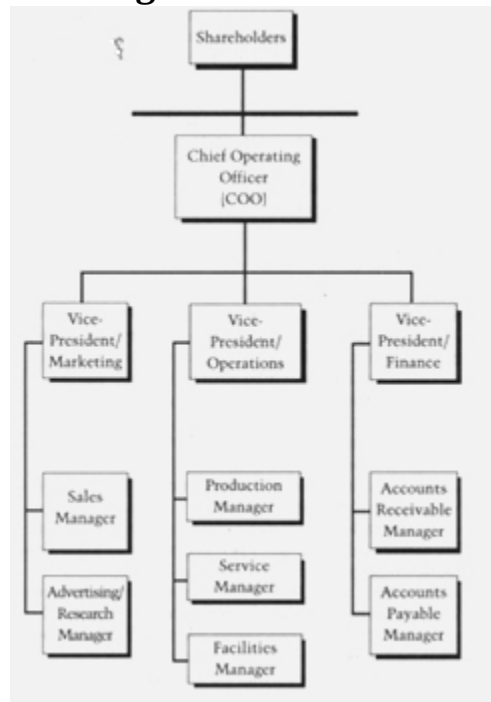 Shareholders
Chief Operating
Officer
[COO]
Vice-
President/
Marketing
Vice-
President/
Operations
Vice-
President/
Finance
Sales
Manager
Advertising/
Research
Manager
Production
Manager
Service
Manager
Facilities
Manager
Accounts
Receivable
Manager
Accounts
Payable
Manager